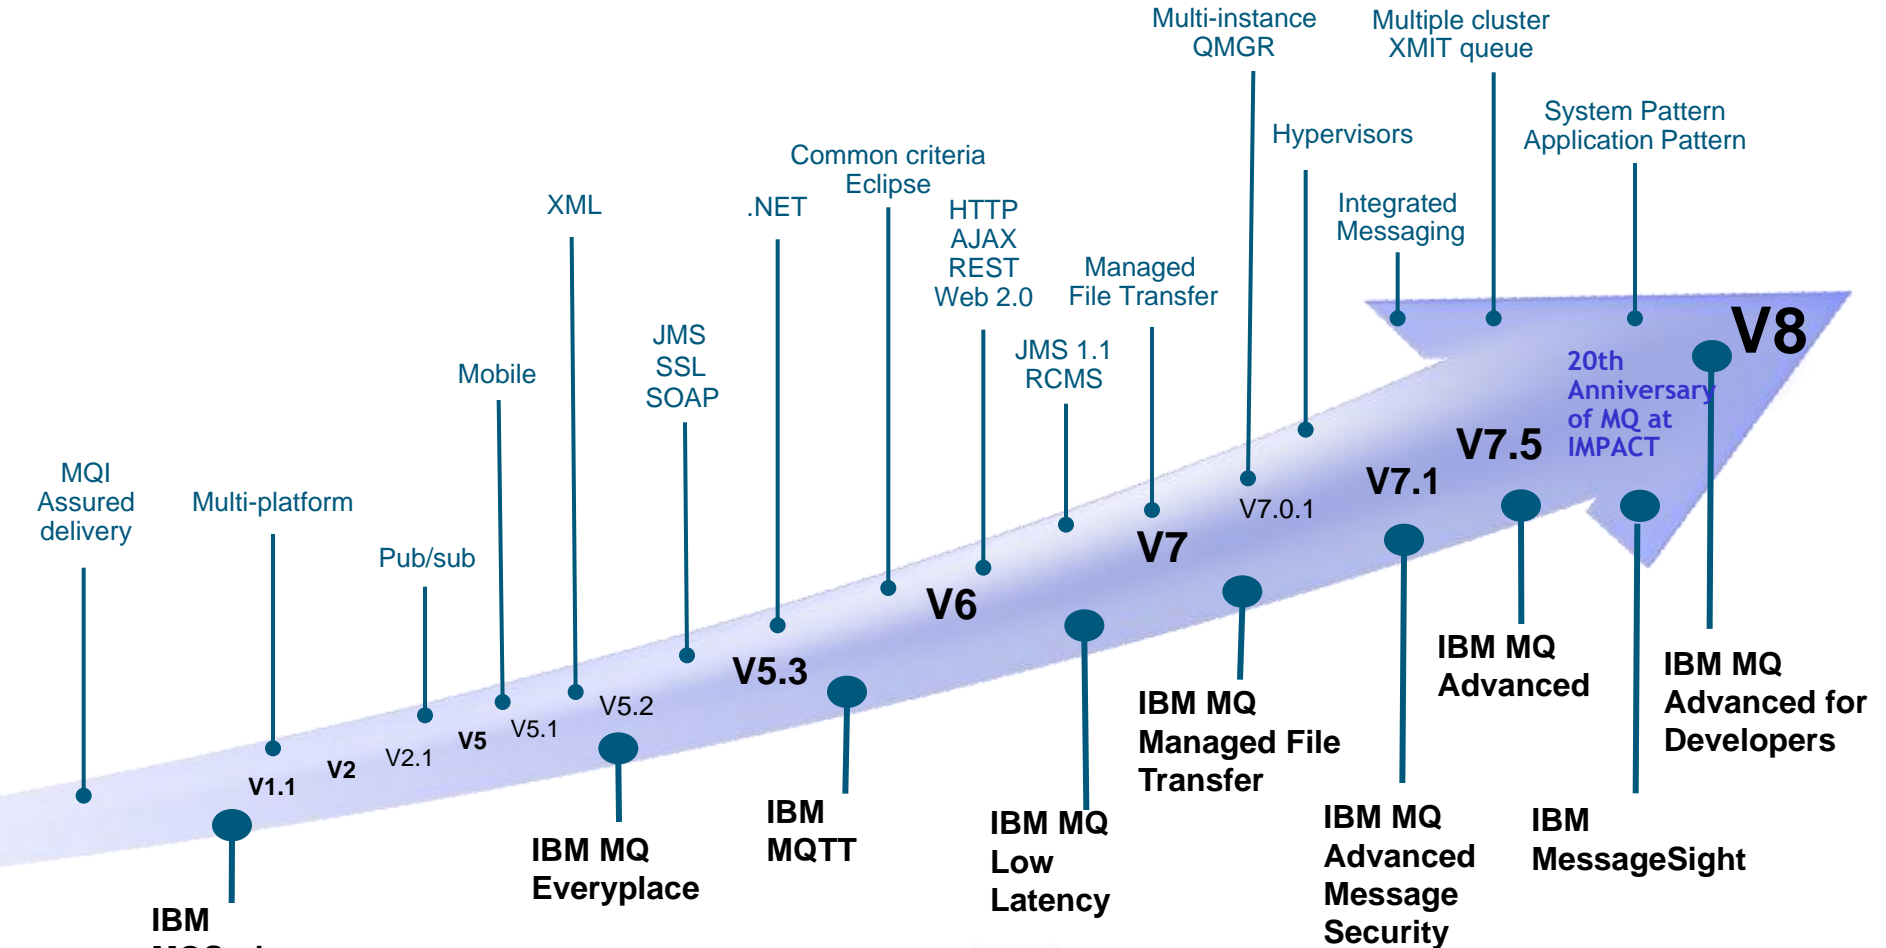 Multi-instance
QMGR
Multiple cluster
XMIT queue
System Pattern
Application Pattern
Hypervisors
Common criteria
Eclipse
XML
.NET
HTTP
AJAX
REST
Web 2.0
Integrated
Messaging
Managed
File Transfer
JMS
SSL
SOAP
JMS 1.1
RCMS
Mobile
MQI
Assured
delivery
Multi-platform
Pub/sub
V8
20th
Anniversary
of MQ at
IMPACT
V7.5
V7.1
V7.0.1
V7
V6
V5.3
V5.2
V5.1
V5
V2.1
V2
V1.1
IBM MQ
Advanced
IBM MQ
Advanced for
Developers
IBM MQ
Managed File
Transfer
IBM
MQTT
IBM MQ
Low
Latency
IBM MQ
Advanced
Message
Security
IBM
MessageSight
IBM MQ
Everyplace
IBM